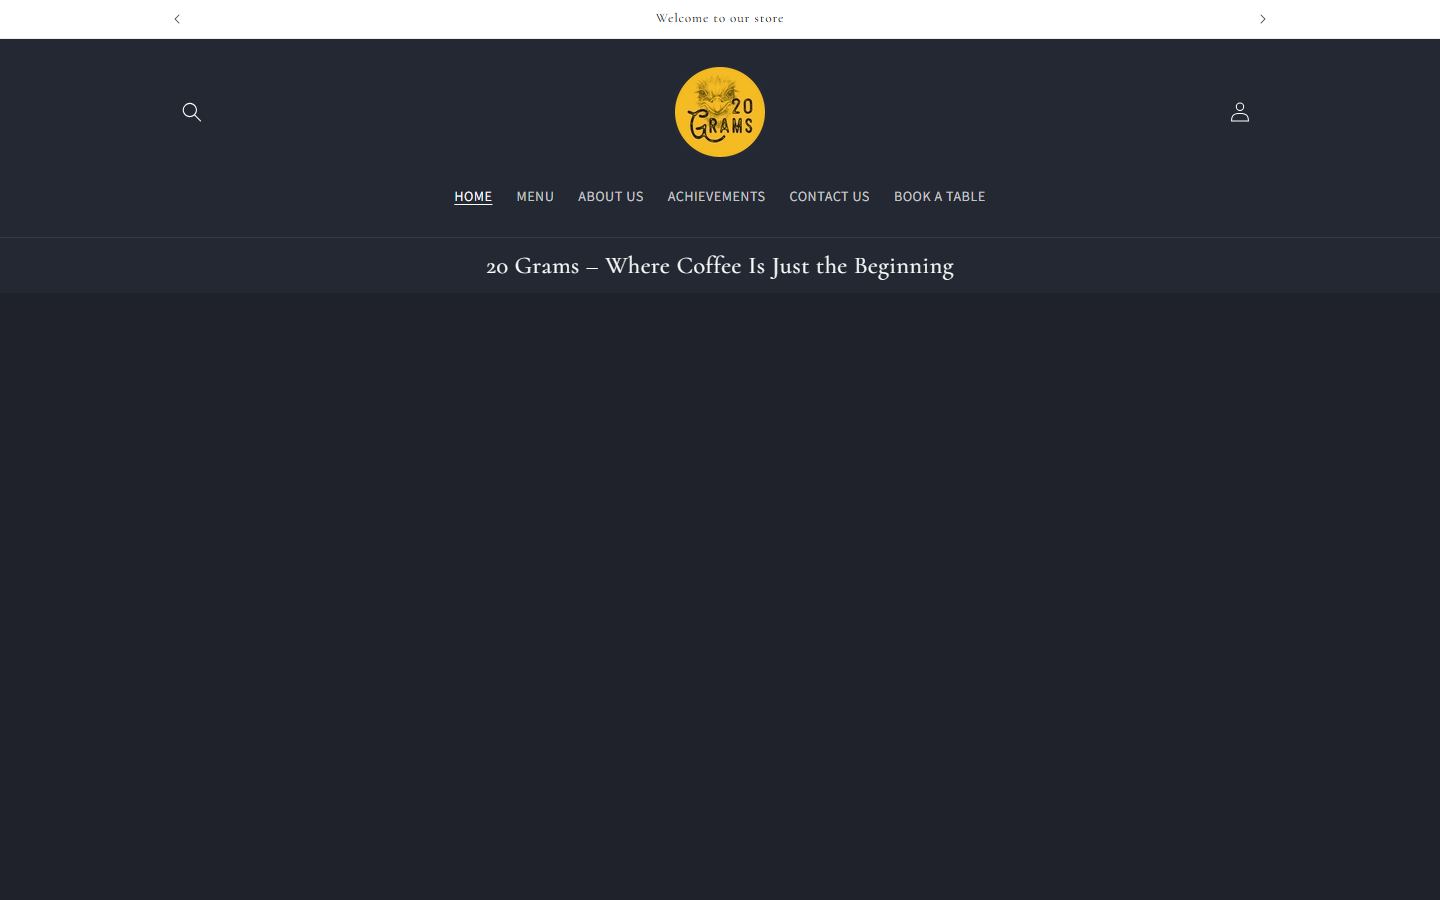 Welcome to our store
20
GRAMS
HOME MENU ABOUT US ACHIEVEMENTS CONTACT US BOOK A TABLE
20 Grams – Where Coffee Is Just the Beginning